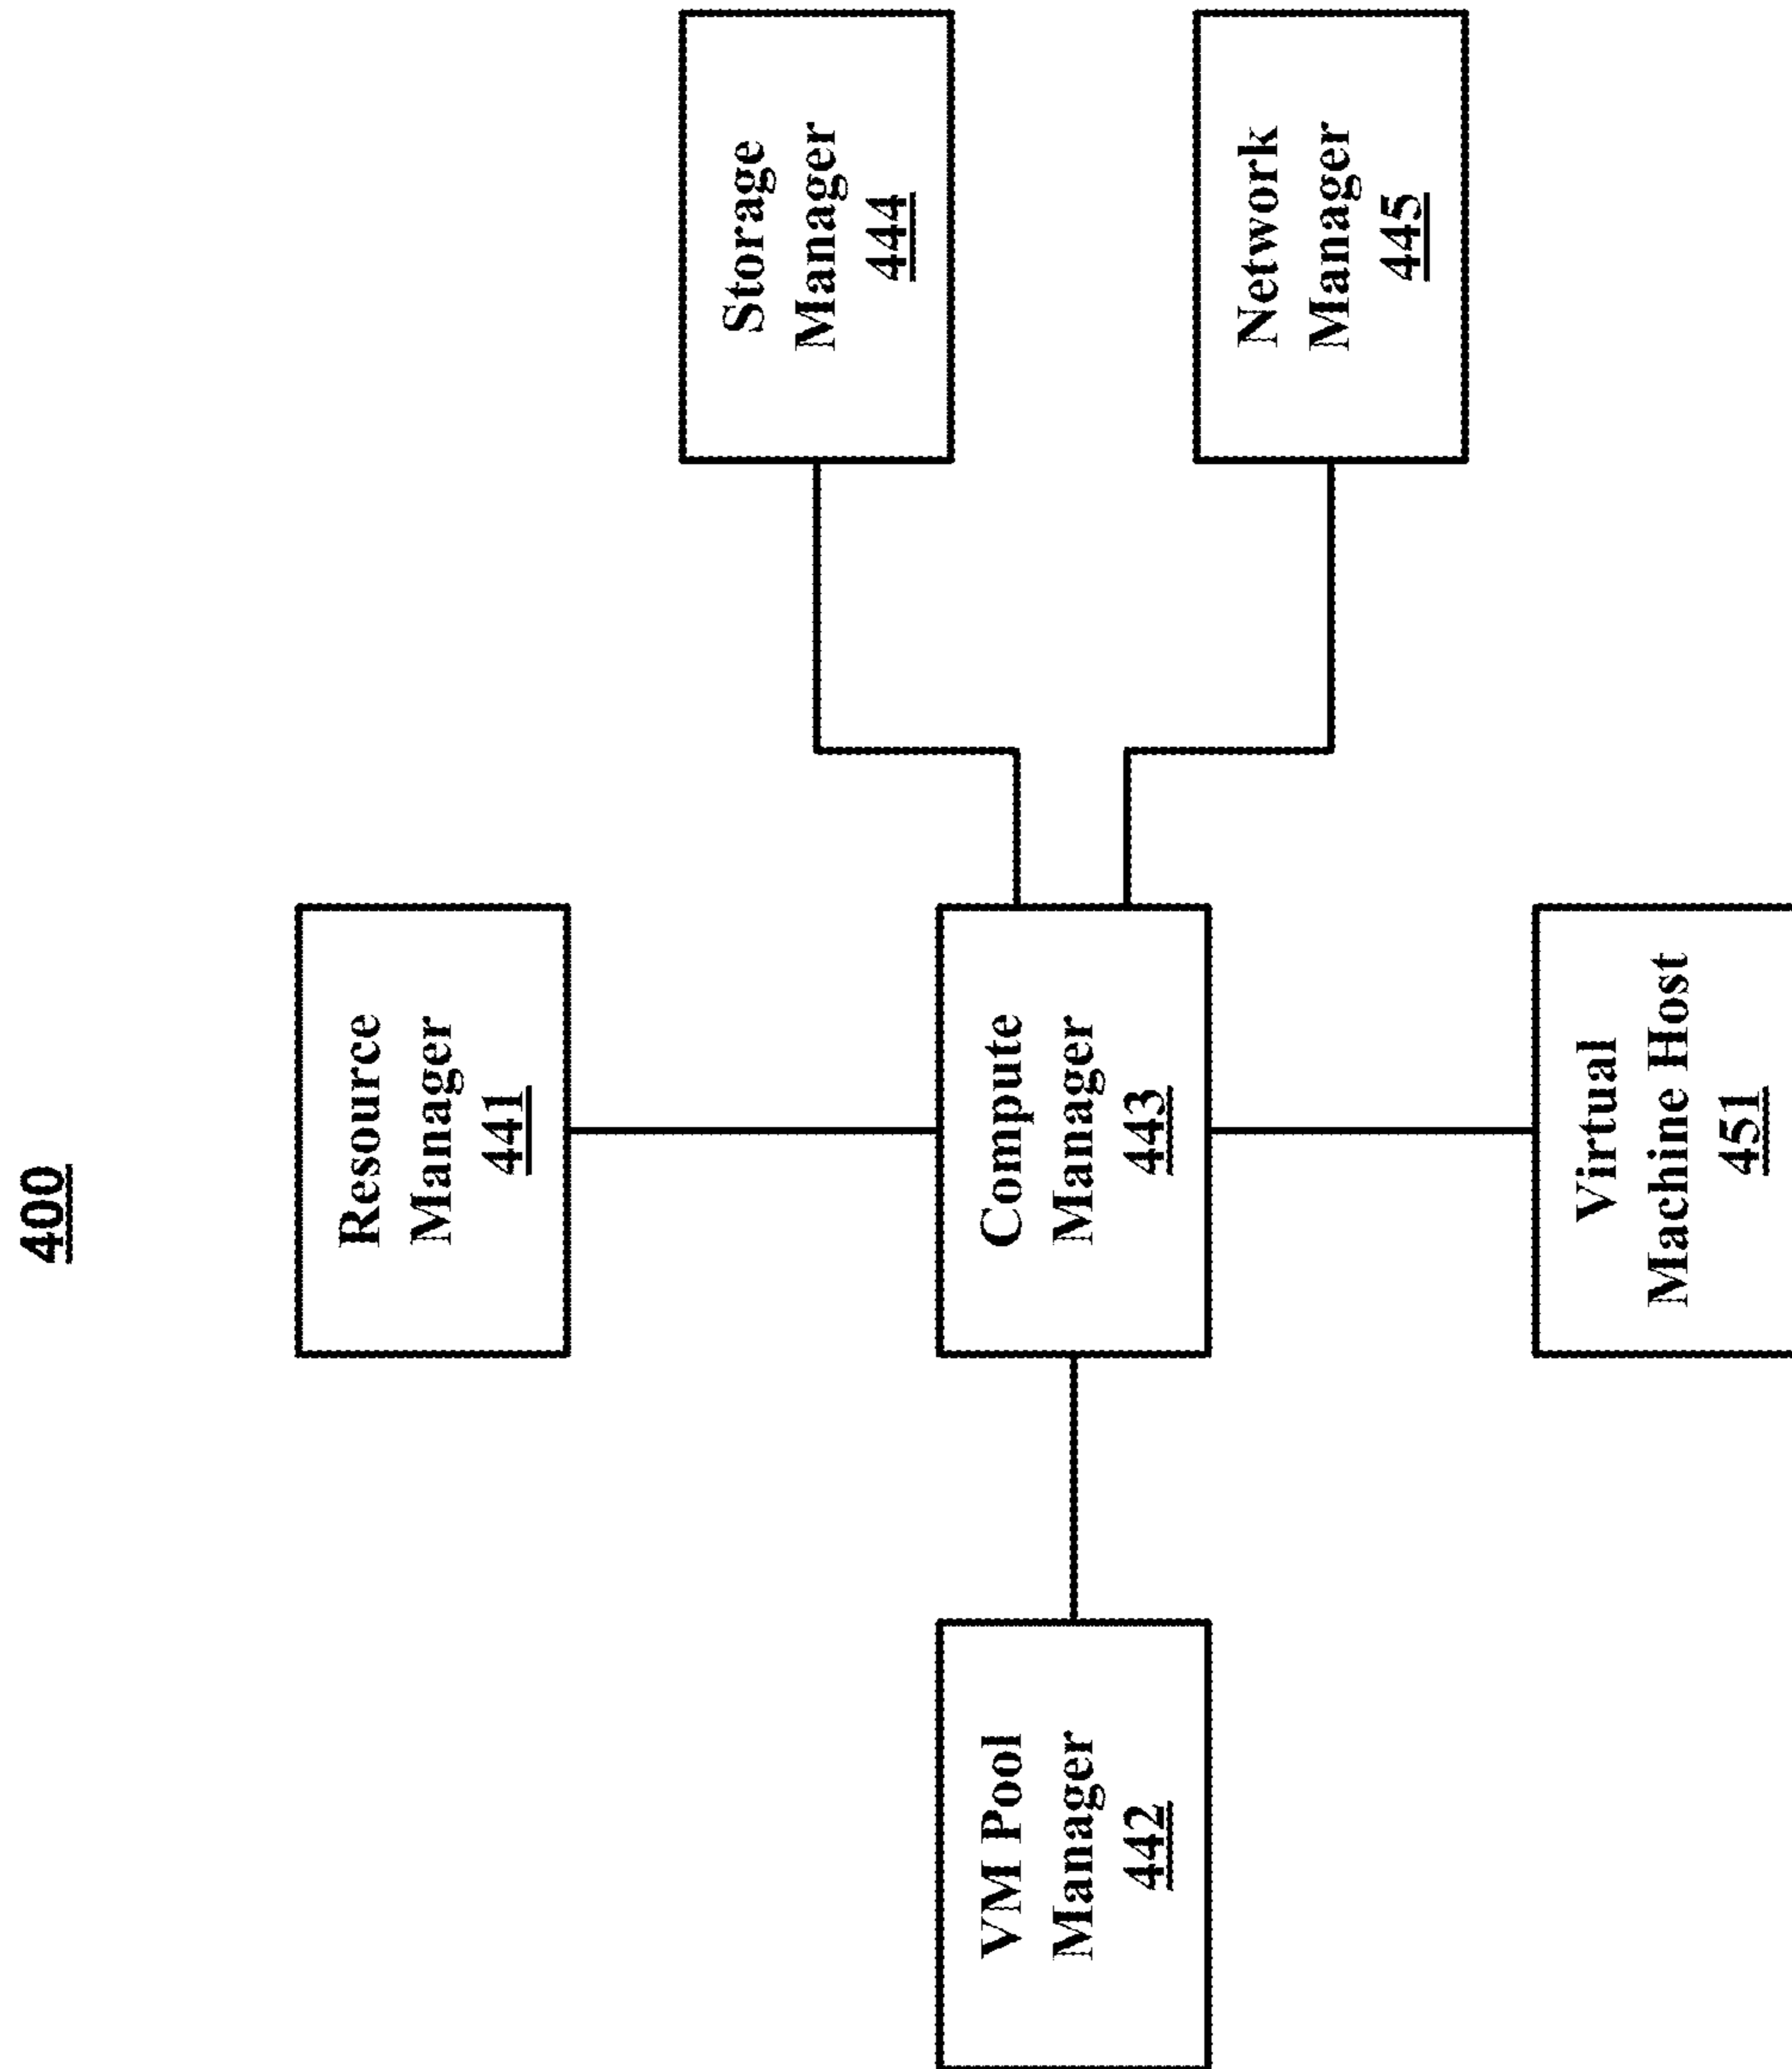 400
Resource
Manager
441
VM Pool
Manager
442
Compute
Manager
443
Storage
Manager
444
Network
Manager
445
Virtual
Machine Host
451